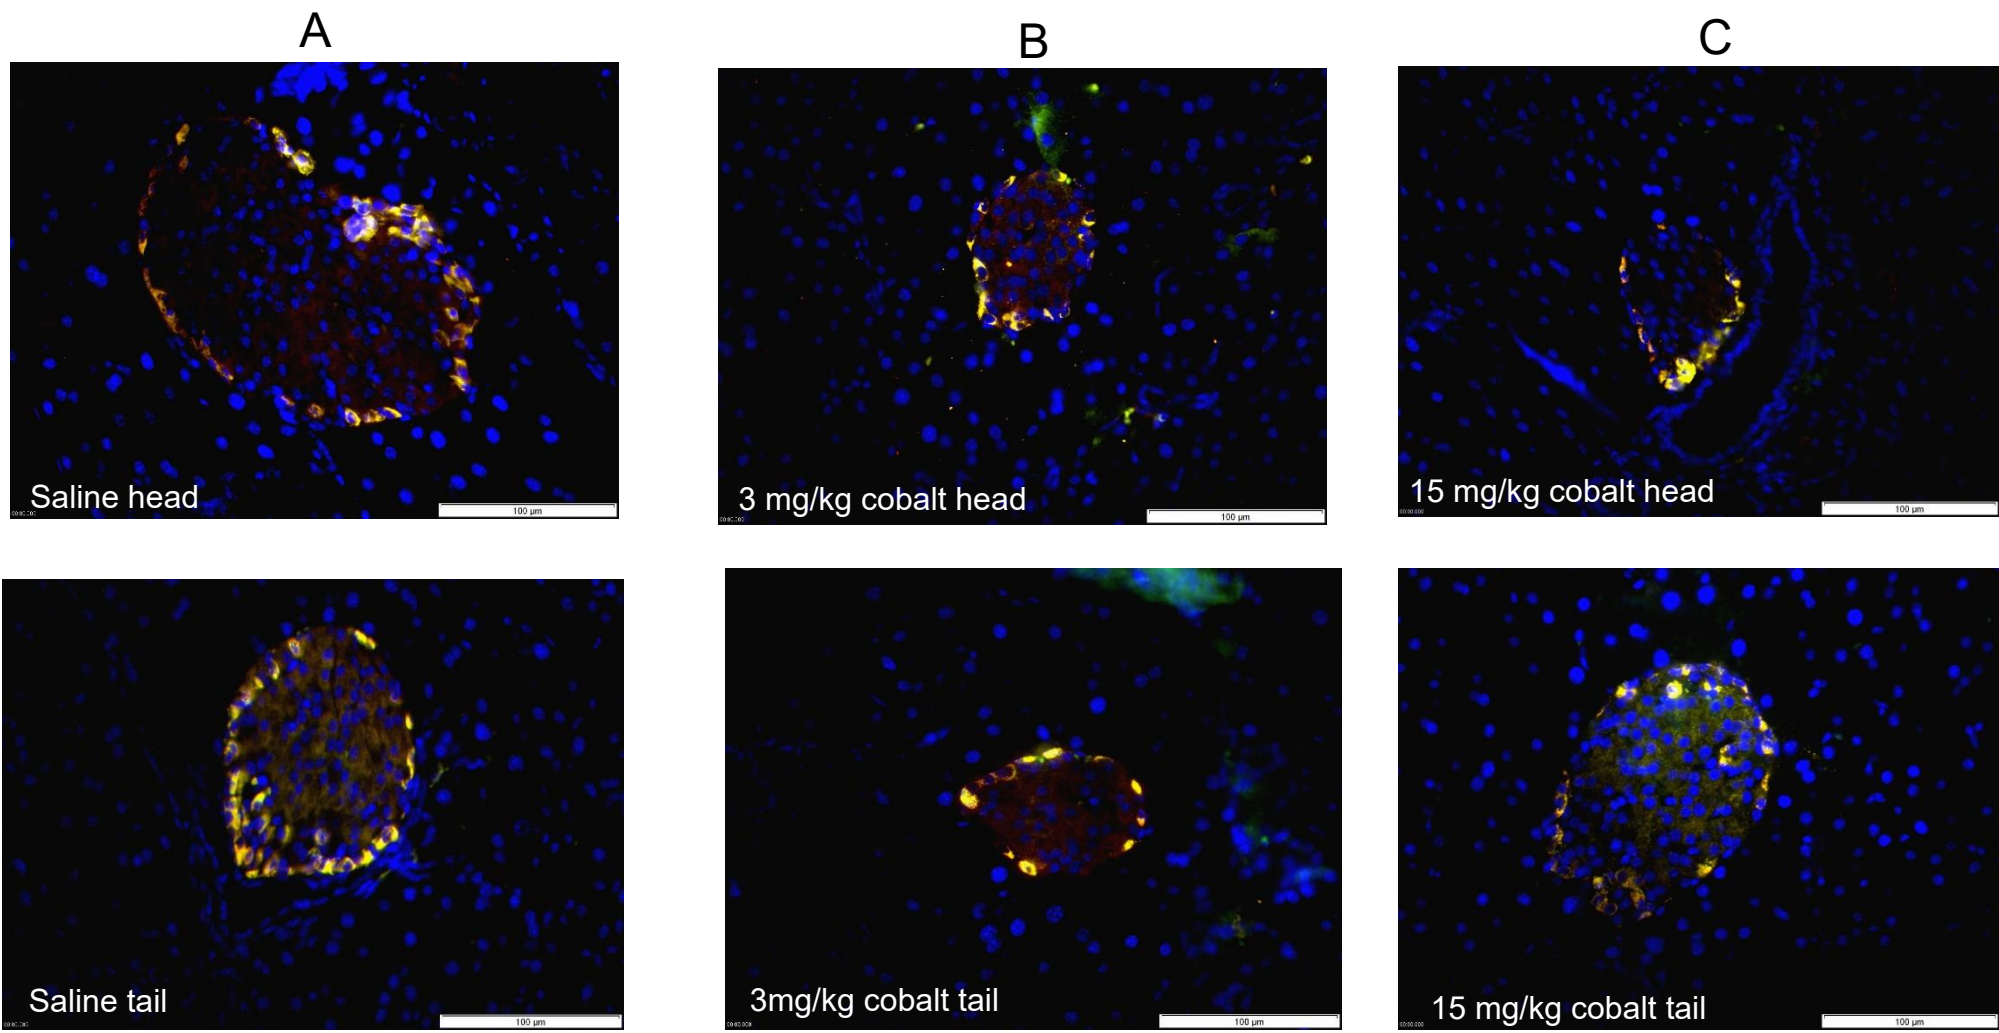 A
B
C
Saline head
100 µm
3 mg/kg cobalt head
100 µm
15 mg/kg cobalt head
100 µm
Saline tail
100 µm
3mg/kg cobalt tail
100 µm
15 mg/kg cobalt tail
100 µm